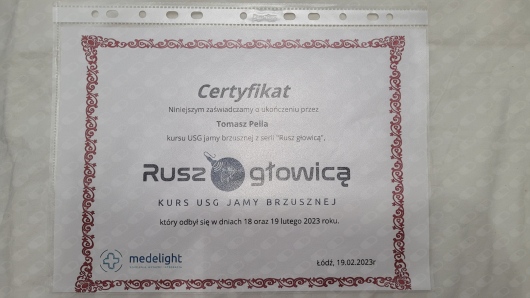 Certyfikat
Niniejszym zaświadczamy o ukończeniu przez
Tomasz Pełła
kursu USG jamy brzusznej z serii "Rusz głowicą",
Rusz głowicą
KURS USG JAMY BRZUSZNEJ
który odbył się w dniach 18 oraz 19 lutego 2023 roku.
medelight
Łódź, 19.02.2023r